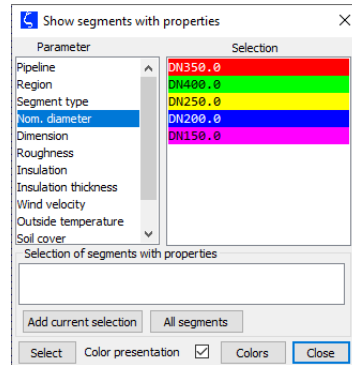 Show segments with properties
Parameter
Selection
Pipeline
Region
Segment type
Nom. diameter
Dimension
Roughness
Insulation
Insulation thickness
Wind velocity
Outside temperature
Soil cover
DN350.0
DN400.0
DN250.0
DN200.0
DN150.0
Selection of segments with properties
Add current selection
All segments
Select
Color presentation
Colors
Close